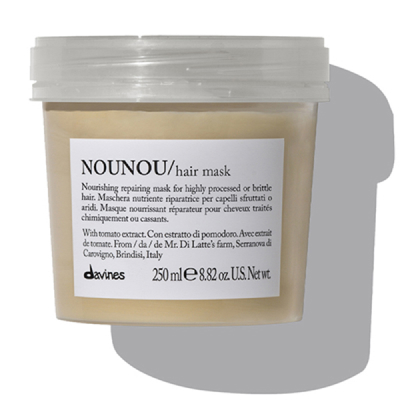 NOUNOU/hair mask
Nourishing repairing mask for highly processed or brittle
hair. Maschera nutriente riparatrice per capelli sfruttati o
aridi. Masque nourrissant réparateur pour cheveux traités
chimiquement ou cassants.
With tomato extract. Con estratto di pomodoro. Avec extrait
de tomate. From / da / de Mr. Di Latte's farm, Serranova di
Carovigno, Brindisi, Italy
davines 250 ml ℮ 8.82 oz. U.S. Net wt.